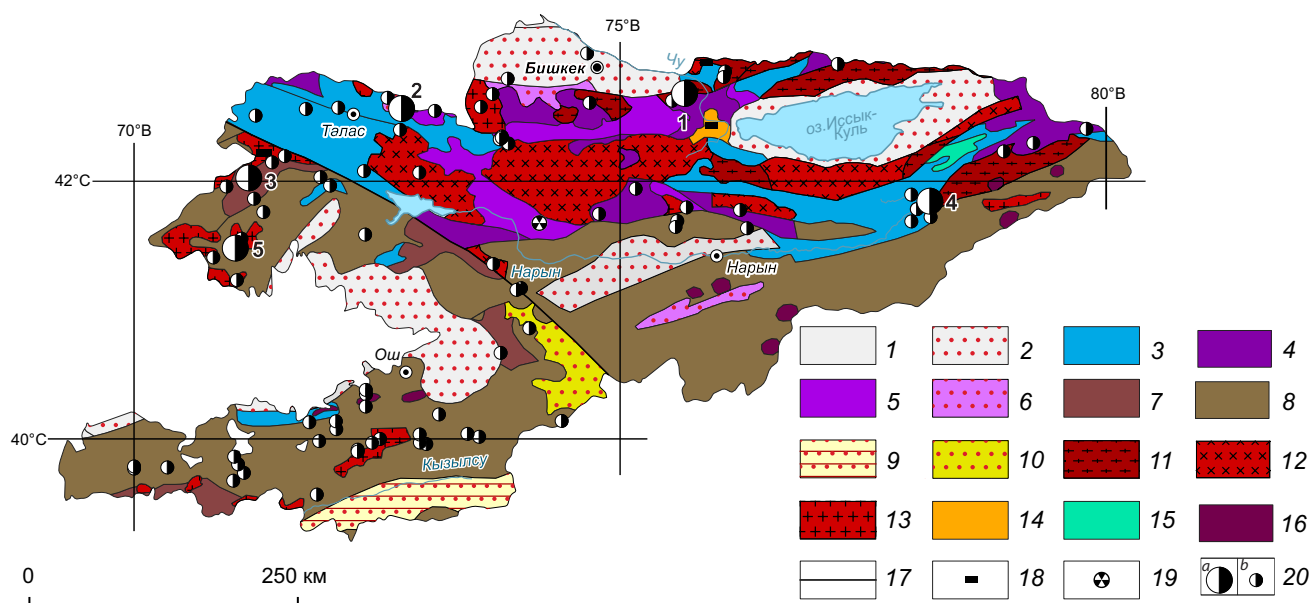 75°В
Бишкек
Чу
2
1
80°В
Талас
оз.Иссык-
Куль
70°В
42°С
3
4
5
Нарын
Нарын
Ош
1 2 3 4
5 6 7 8
40°С
Кызылсу
9 10 11 12
13 14 15 16
17 18 19 a b 20
0 250 км